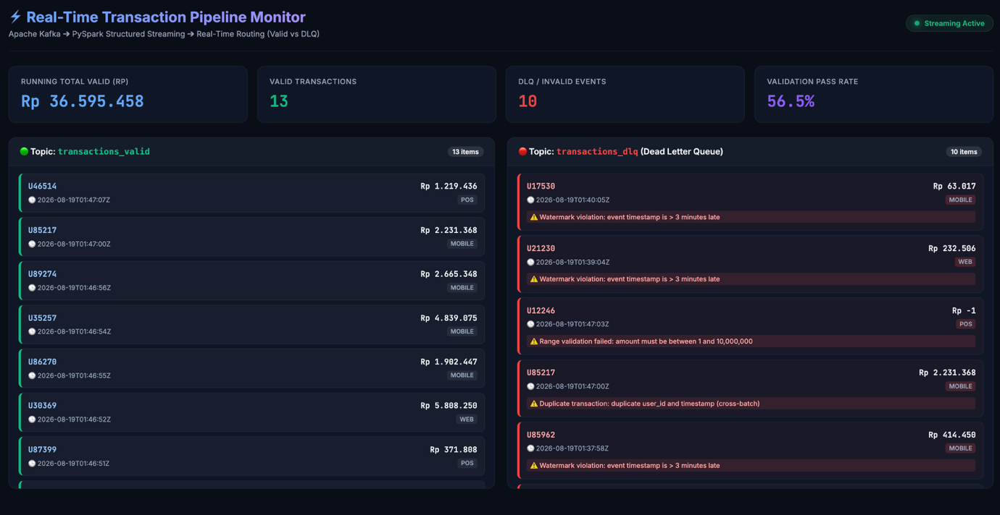 ⚡ Real-Time Transaction Pipeline Monitor
Apache Kafka ➔ PySpark Structured Streaming ➔ Real-Time Routing (Valid vs DLQ)
Streaming Active
RUNNING TOTAL VALID (RP)
Rp 36.595.458
VALID TRANSACTIONS
13
DLQ / INVALID EVENTS
10
VALIDATION PASS RATE
56.5%
Topic: transactions_valid
13 items
U46514 Rp 1.219.436
2026-08-19T01:47:07Z POS
U85217 Rp 2.231.368
2026-08-19T01:47:00Z MOBILE
U89274 Rp 2.665.348
2026-08-19T01:46:56Z MOBILE
U35257 Rp 4.839.075
2026-08-19T01:46:54Z MOBILE
U86270 Rp 1.902.447
2026-08-19T01:46:55Z MOBILE
U30369 Rp 5.808.250
2026-08-19T01:46:52Z WEB
U87399 Rp 371.808
2026-08-19T01:46:51Z POS
Topic: transactions_dlq (Dead Letter Queue)
10 items
U17530 Rp 63.017
2026-08-19T01:40:05Z MOBILE
⚠️ Watermark violation: event timestamp is > 3 minutes late
U21230 Rp 232.506
2026-08-19T01:39:04Z WEB
⚠️ Watermark violation: event timestamp is > 3 minutes late
U12246 Rp -1
2026-08-19T01:47:03Z POS
⚠️ Range validation failed: amount must be between 1 and 10,000,000
U85217 Rp 2.231.368
2026-08-19T01:47:00Z MOBILE
⚠️ Duplicate transaction: duplicate user_id and timestamp (cross-batch)
U85962 Rp 414.450
2026-08-19T01:37:58Z MOBILE
⚠️ Watermark violation: event timestamp is > 3 minutes late